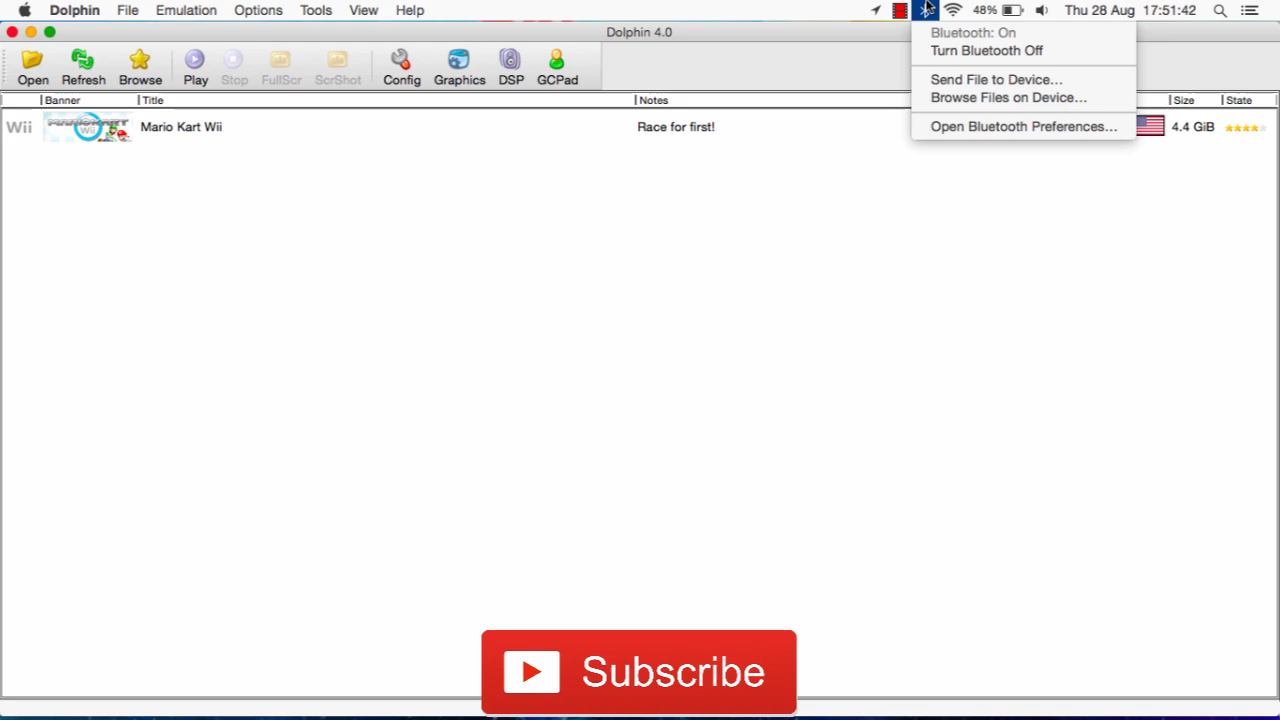 Dolphin File Emulation Options Tools View Help 48% Thu 28 Aug 17:51:42
Dolphin 4.0
Bluetooth: On
Turn Bluetooth Off
Send File to Device...
Browse Files on Device...
Open Bluetooth Preferences...
Open Refresh Browse Play Stop FullScr ScrShot Config Graphics DSP GCPad
Banner Title Notes Size State
Wii MARIOKART Wii Mario Kart Wii Race for first! 4.4 GiB
Subscribe